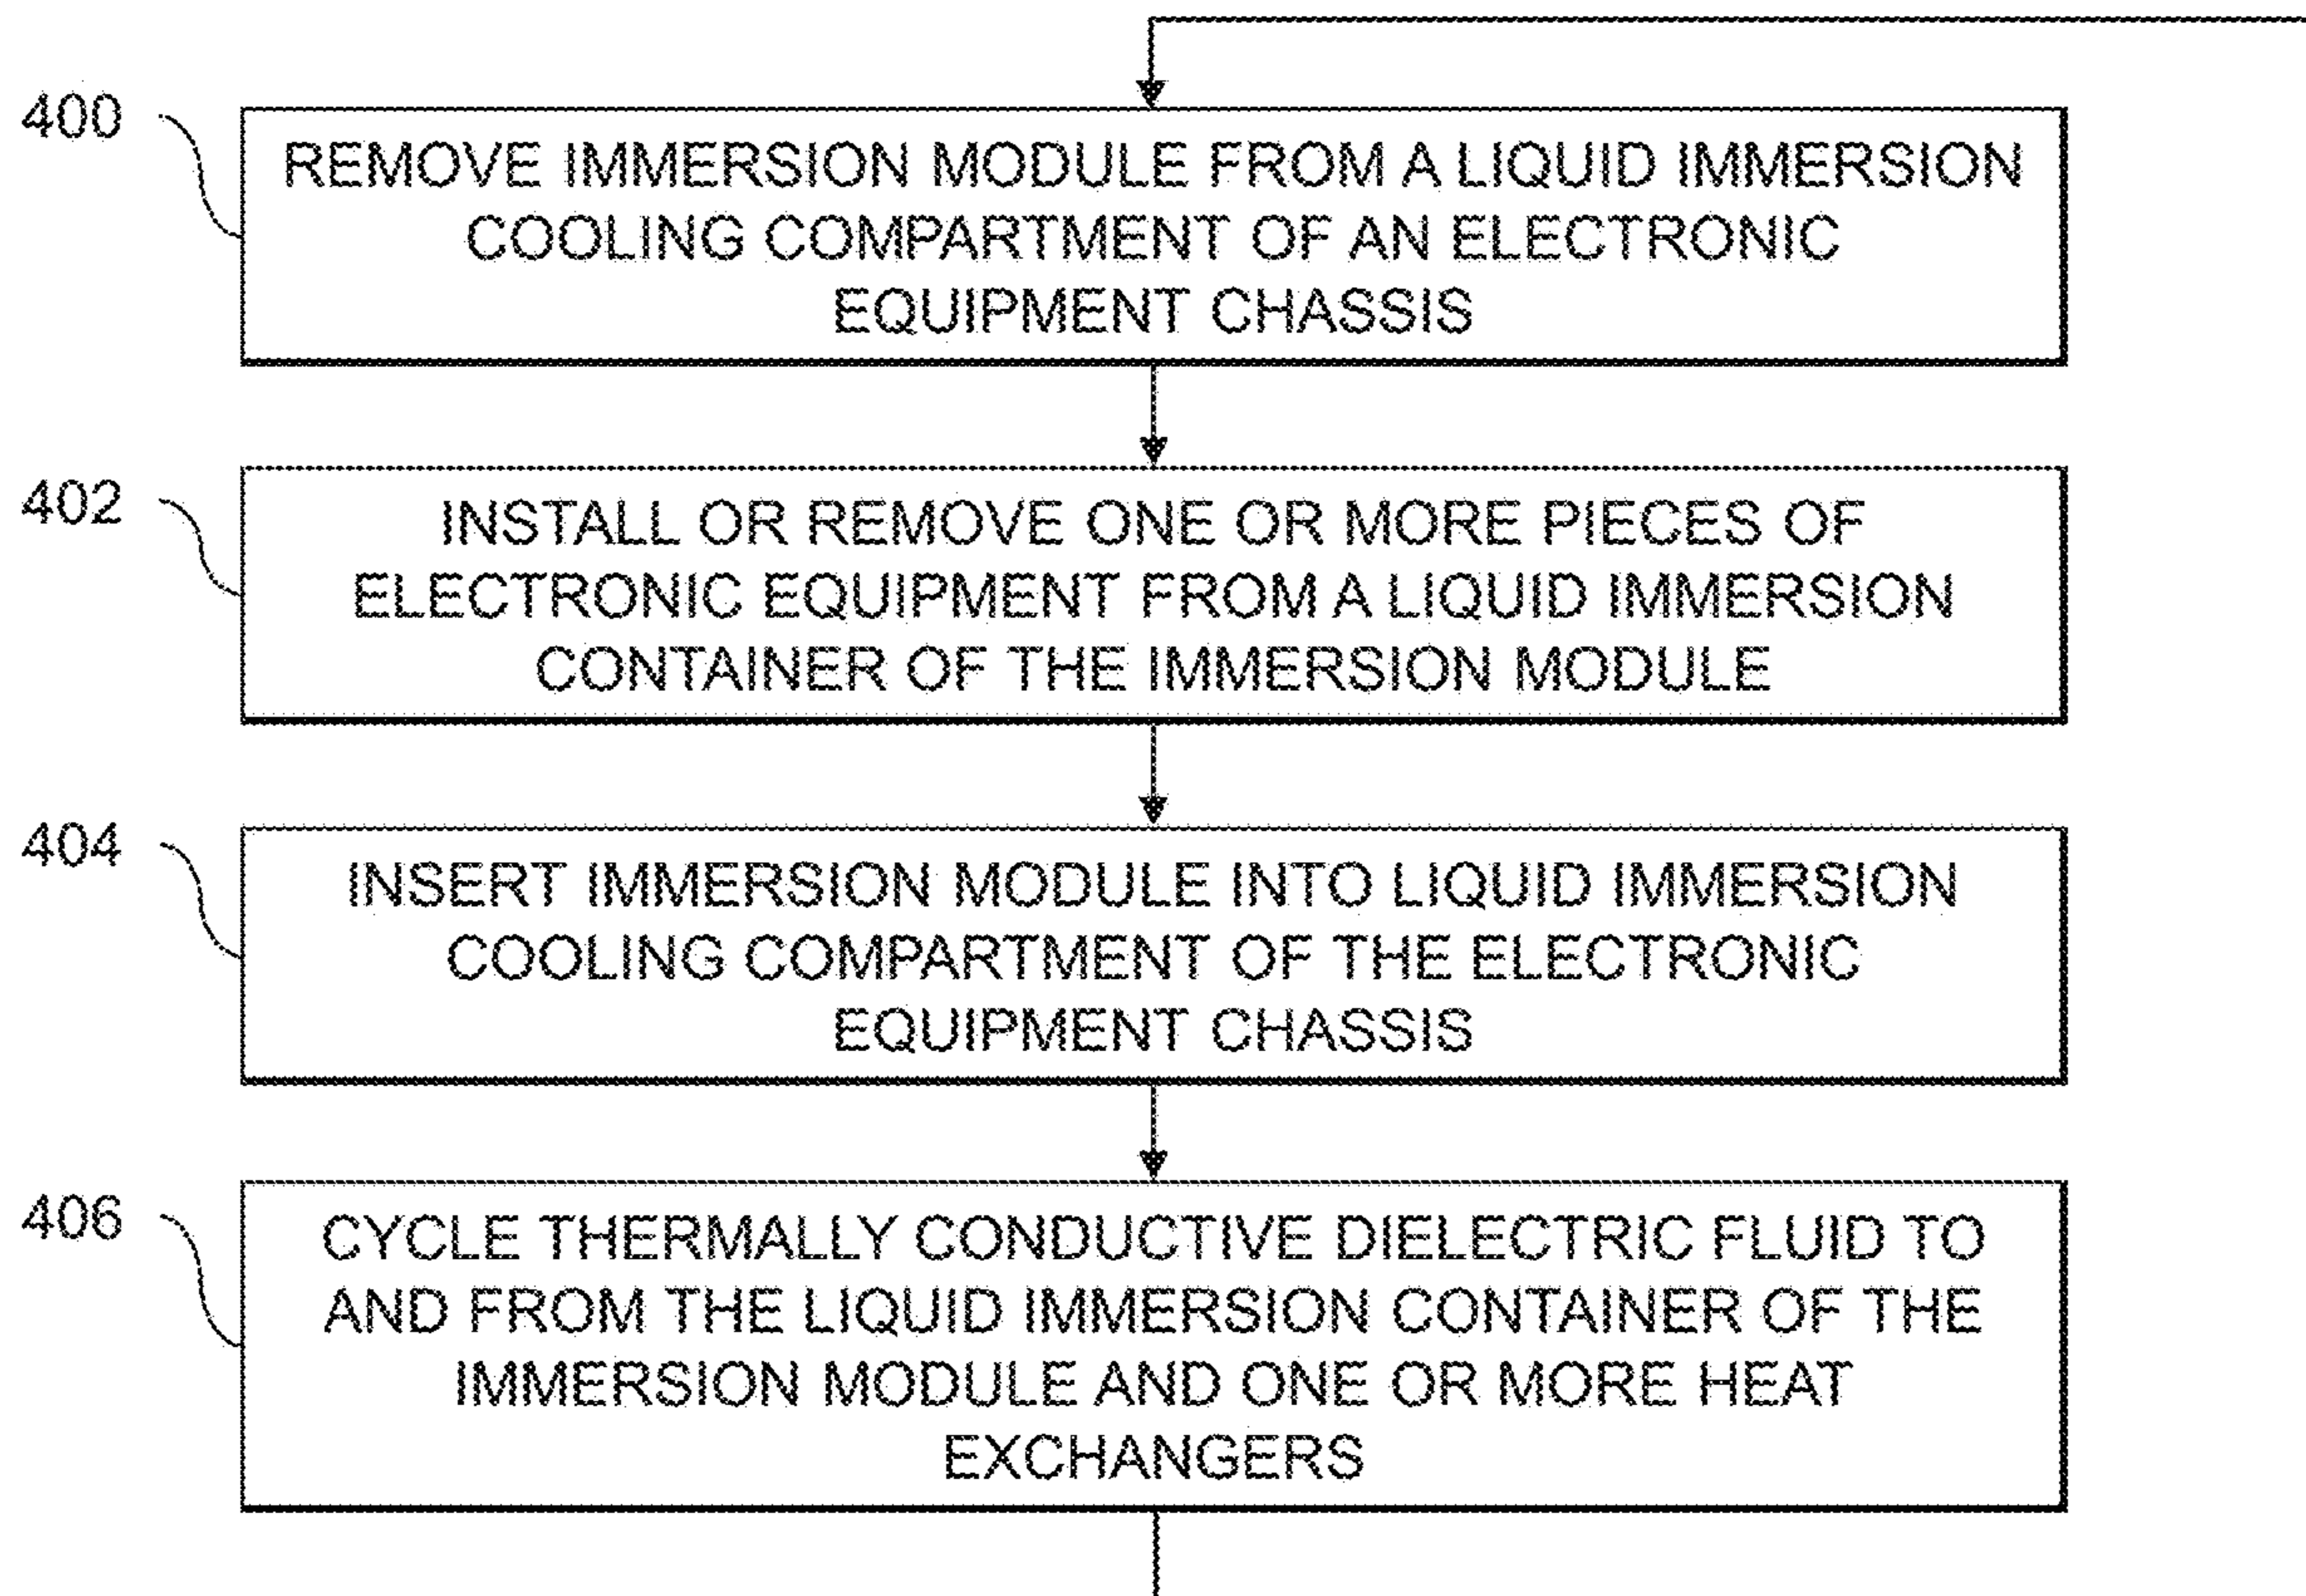 400
REMOVE IMMERSION MODULE FROM A LIQUID IMMERSION
COOLING COMPARTMENT OF AN ELECTRONIC
EQUIPMENT CHASSIS
402
INSTALL OR REMOVE ONE OR MORE PIECES OF
ELECTRONIC EQUIPMENT FROM A LIQUID IMMERSION
CONTAINER OF THE IMMERSION MODULE
404
INSERT IMMERSION MODULE INTO LIQUID IMMERSION
COOLING COMPARTMENT OF THE ELECTRONIC
EQUIPMENT CHASSIS
406
CYCLE THERMALLY CONDUCTIVE DIELECTRIC FLUID TO
AND FROM THE LIQUID IMMERSION CONTAINER OF THE
IMMERSION MODULE AND ONE OR MORE HEAT
EXCHANGERS